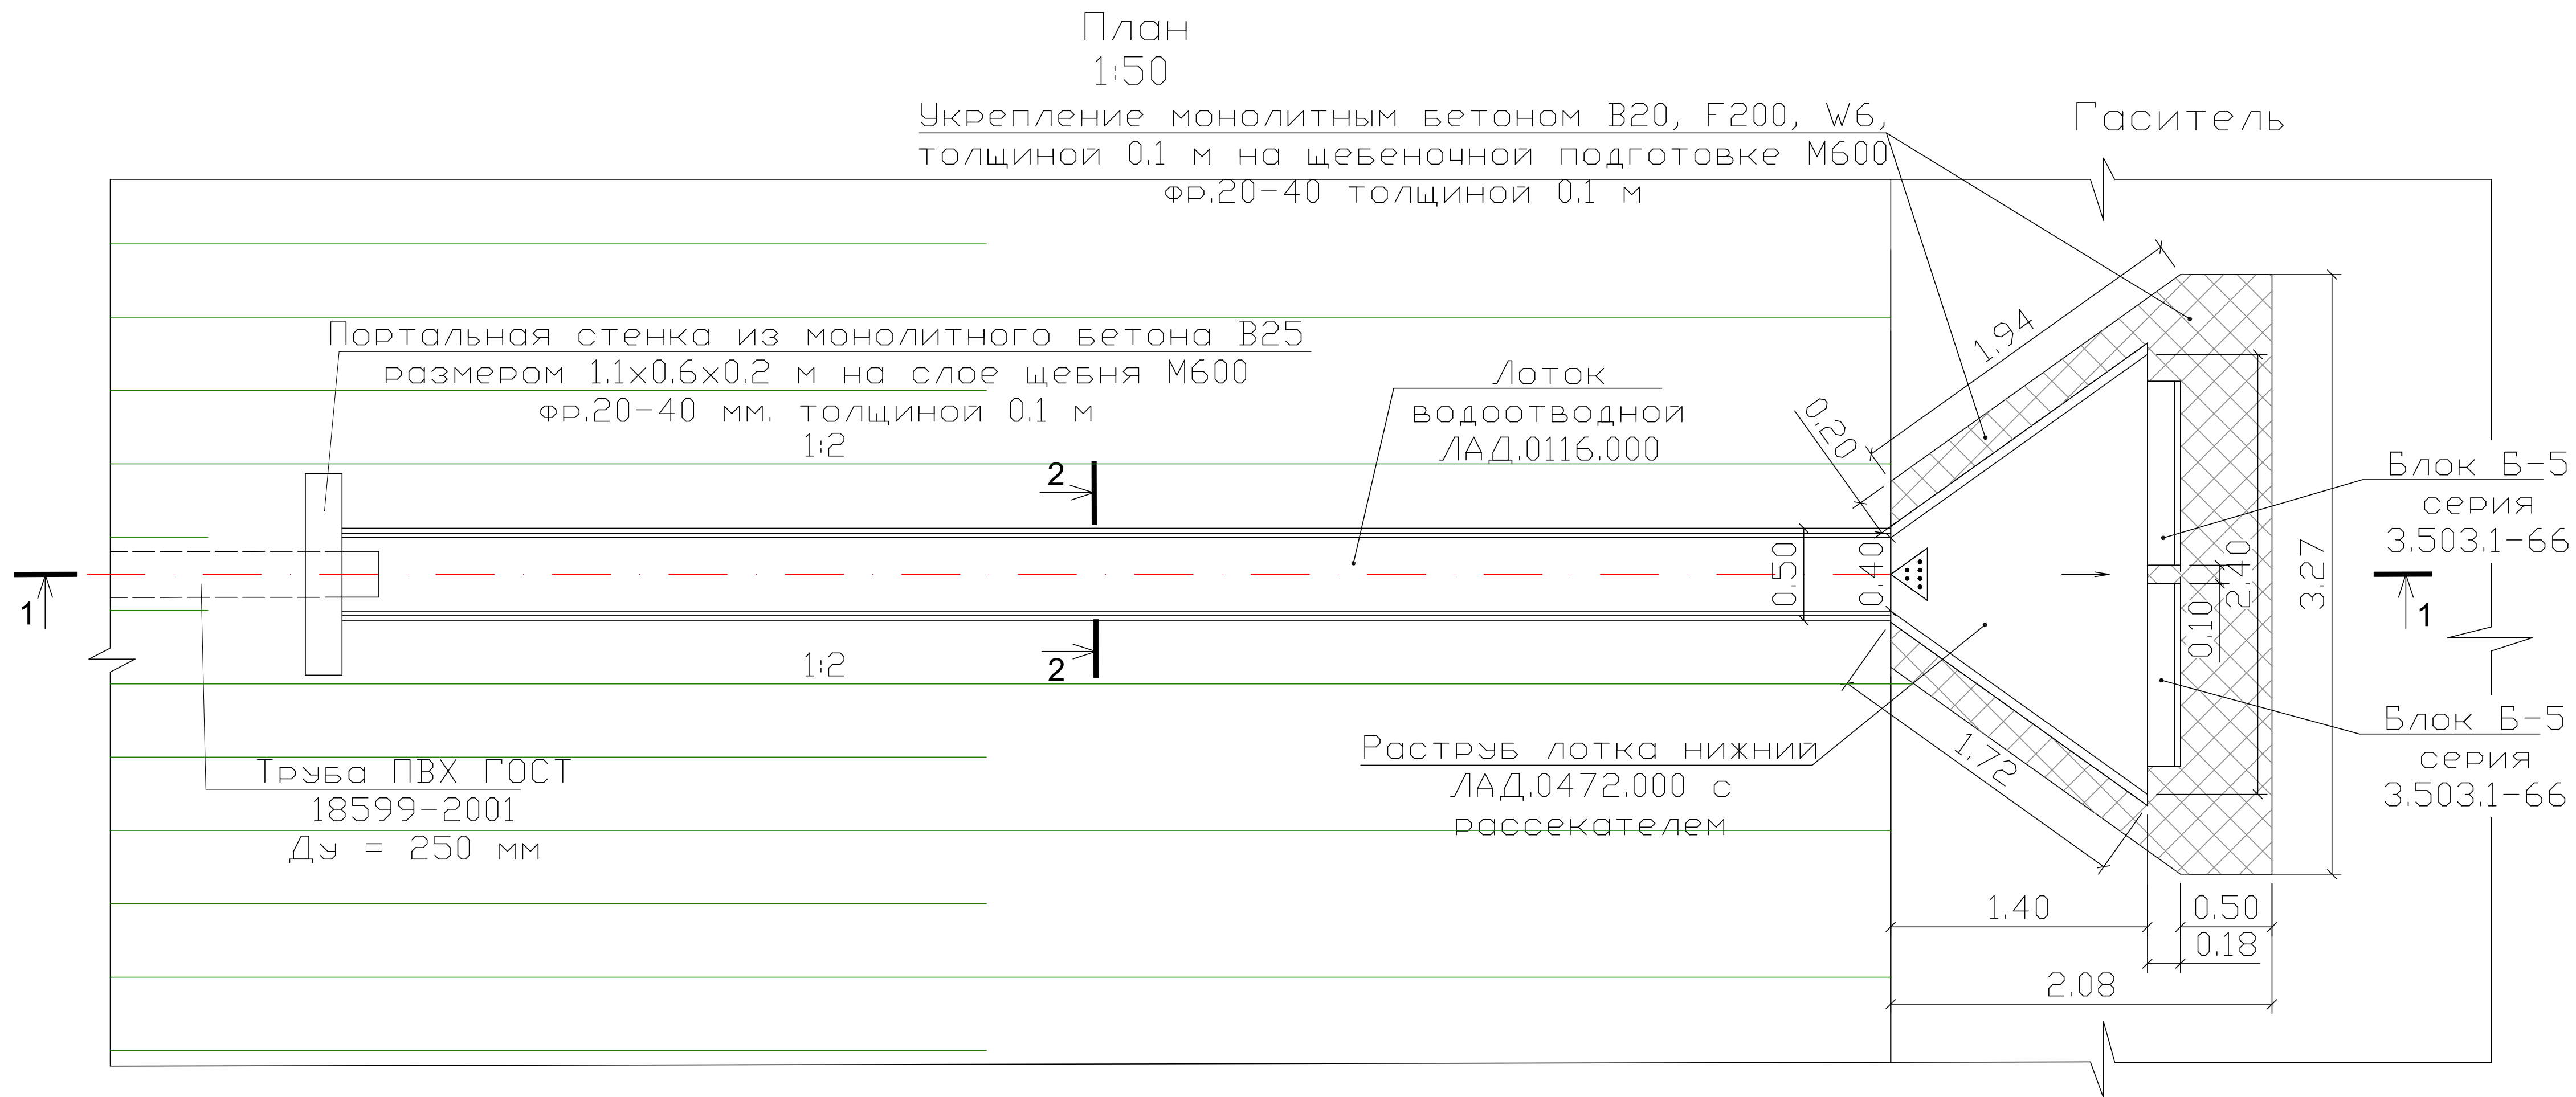 План
1:50
Укрепление монолитным бетоном В20, F200, W6,
толщиной 0.1 м на щебеночной подготовке М600
фр.20-40 толщиной 0.1 м
Гаситель
Портальная стенка из монолитного бетона В25
размером 1.1х0.6х0.2 м на слое щебня М600
фр.20-40 мм. толщиной 0.1 м
1:2
Лоток
водоотводной
ЛАД.0116.000
1.94
0.20
2
2
0.50
0.40
Блок Б-5
серия
3.503.1-66
2.40
3.27
0.10
1
1
1:2
Блок Б-5
серия
3.503.1-66
Раструб лотка нижний
ЛАД.0472.000 с
рассекателем
1.72
Труба ПВХ ГОСТ
18599-2001
Ду = 250 мм
1.40
0.50
0.18
2.08